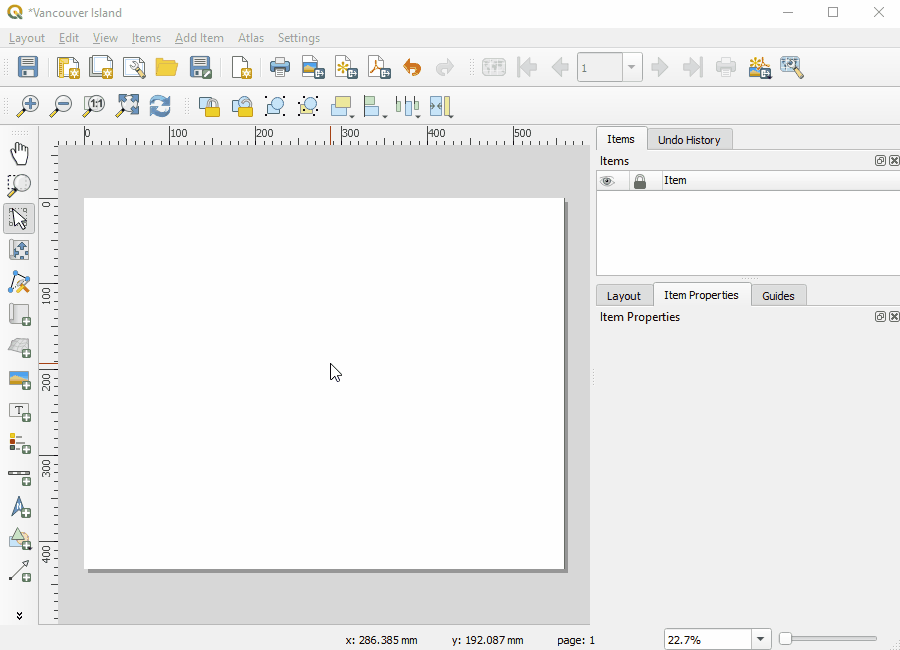 *Vancouver Island
Layout Edit View Items Add Item Atlas Settings
1
1:1
0 100 200 300 400 500
Items Undo History
Items
Item
0
100
200
300
400
Layout Item Properties Guides
Item Properties
T
x: 286.385 mm y: 192.087 mm page: 1 22.7%